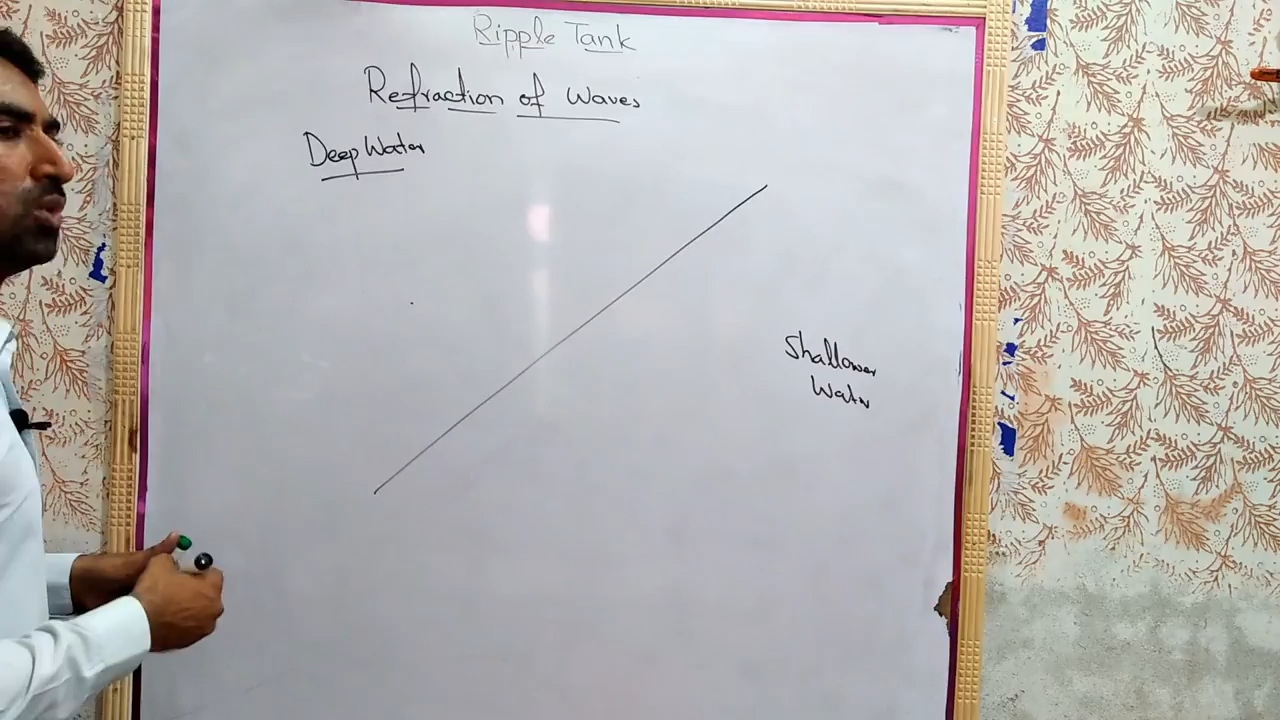 Ripple Tank
Refraction of Waves
Deep Water
Shallower
Water